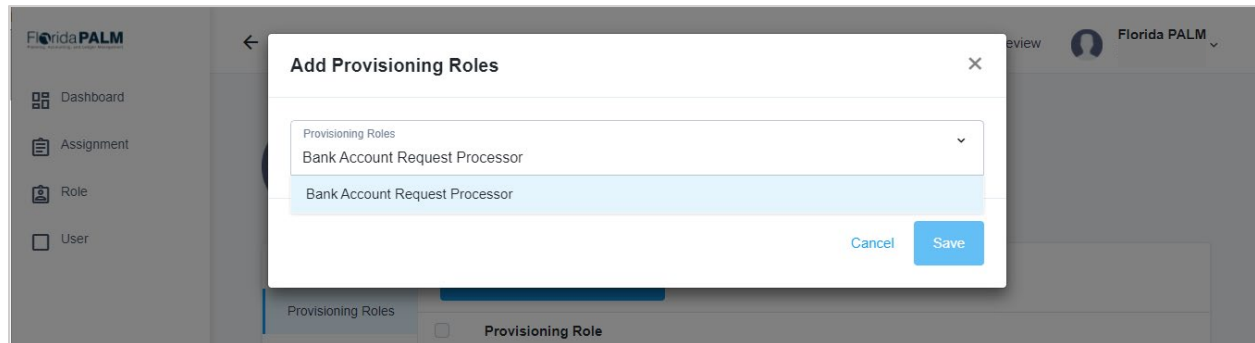 Florida PALM
eview
Florida PALM
Dashboard
Assignment
Role
User
Add Provisioning Roles
Provisioning Roles
Bank Account Request Processor
Bank Account Request Processor
Cancel
Save
Provisioning Roles
Provisioning Role